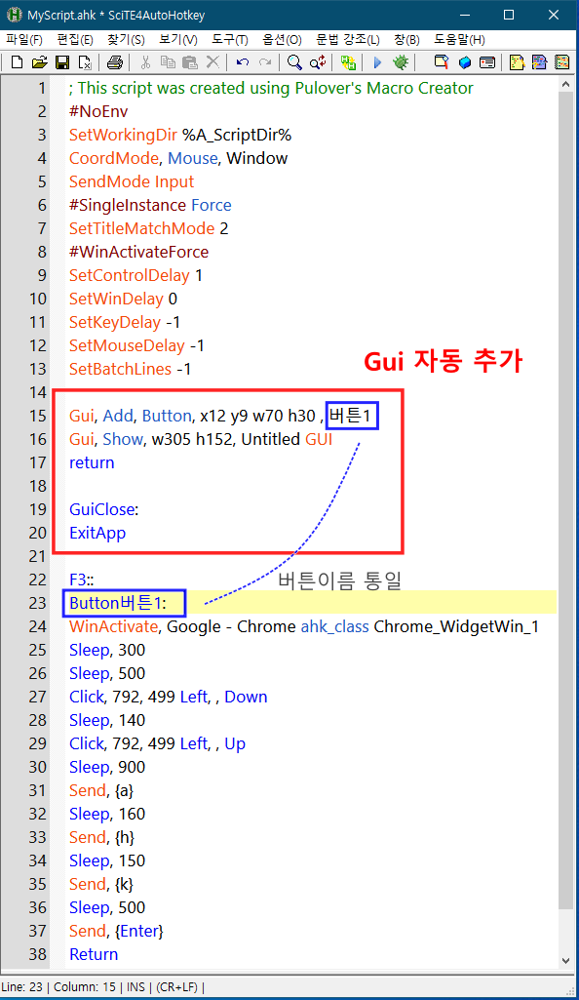 MyScript.ahk * SciTE4AutoHotkey
파일(F) 편집(E) 찾기(S) 보기(V) 도구(T) 옵션(O) 문법 강조(L) 창(B) 도움말(H)
1 ; This script was created using Pulover's Macro Creator
2 #NoEnv
3 SetWorkingDir %A_ScriptDir%
4 CoordMode, Mouse, Window
5 SendMode Input
6 #SingleInstance Force
7 SetTitleMatchMode 2
8 #WinActivateForce
9 SetControlDelay 1
10 SetWinDelay 0
11 SetKeyDelay -1
12 SetMouseDelay -1
Gui 자동 추가
13 SetBatchLines -1
14
15 Gui, Add, Button, x12 y9 w70 h30 , 버튼1
16 Gui, Show, w305 h152, Untitled GUI
17 return
18
19 GuiClose:
20 ExitApp
21
22 F3:: 버튼이름 통일
23 Button버튼1:
24 WinActivate, Google - Chrome ahk_class Chrome_WidgetWin_1
25 Sleep, 300
26 Sleep, 500
27 Click, 792, 499 Left, , Down
28 Sleep, 140
29 Click, 792, 499 Left, , Up
30 Sleep, 900
31 Send, {a}
32 Sleep, 160
33 Send, {h}
34 Sleep, 150
35 Send, {k}
36 Sleep, 500
37 Send, {Enter}
38 Return
Line: 23 | Column: 15 | INS | (CR+LF) |